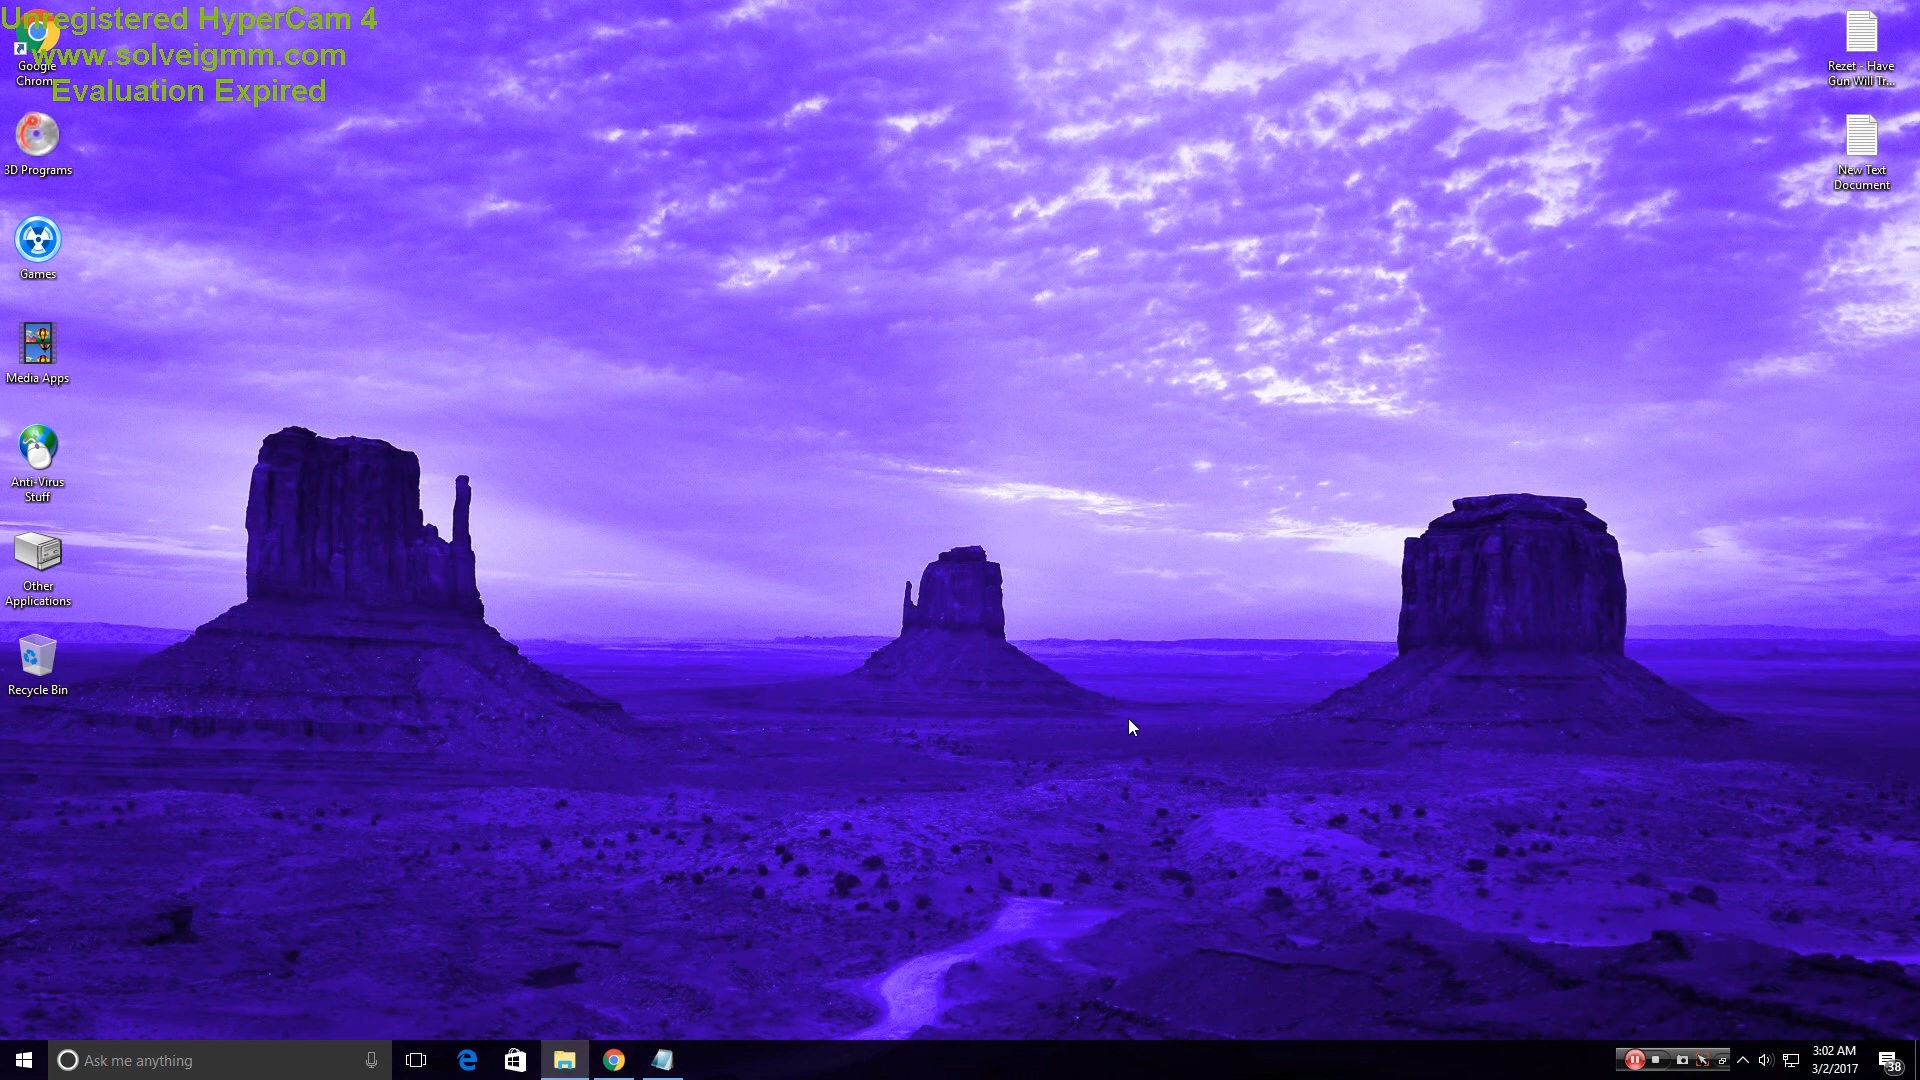 Unregistered HyperCam 4
www.solveigmm.com
Evaluation Expired
Google
Chrome
3D Programs
Games
Media Apps
Anti-Virus
Stuff
Other
Applications
Recycle Bin
Rezet - Have
Gun Will Tr...
New Text
Document
Ask me anything
3:02 AM
3/2/2017
38